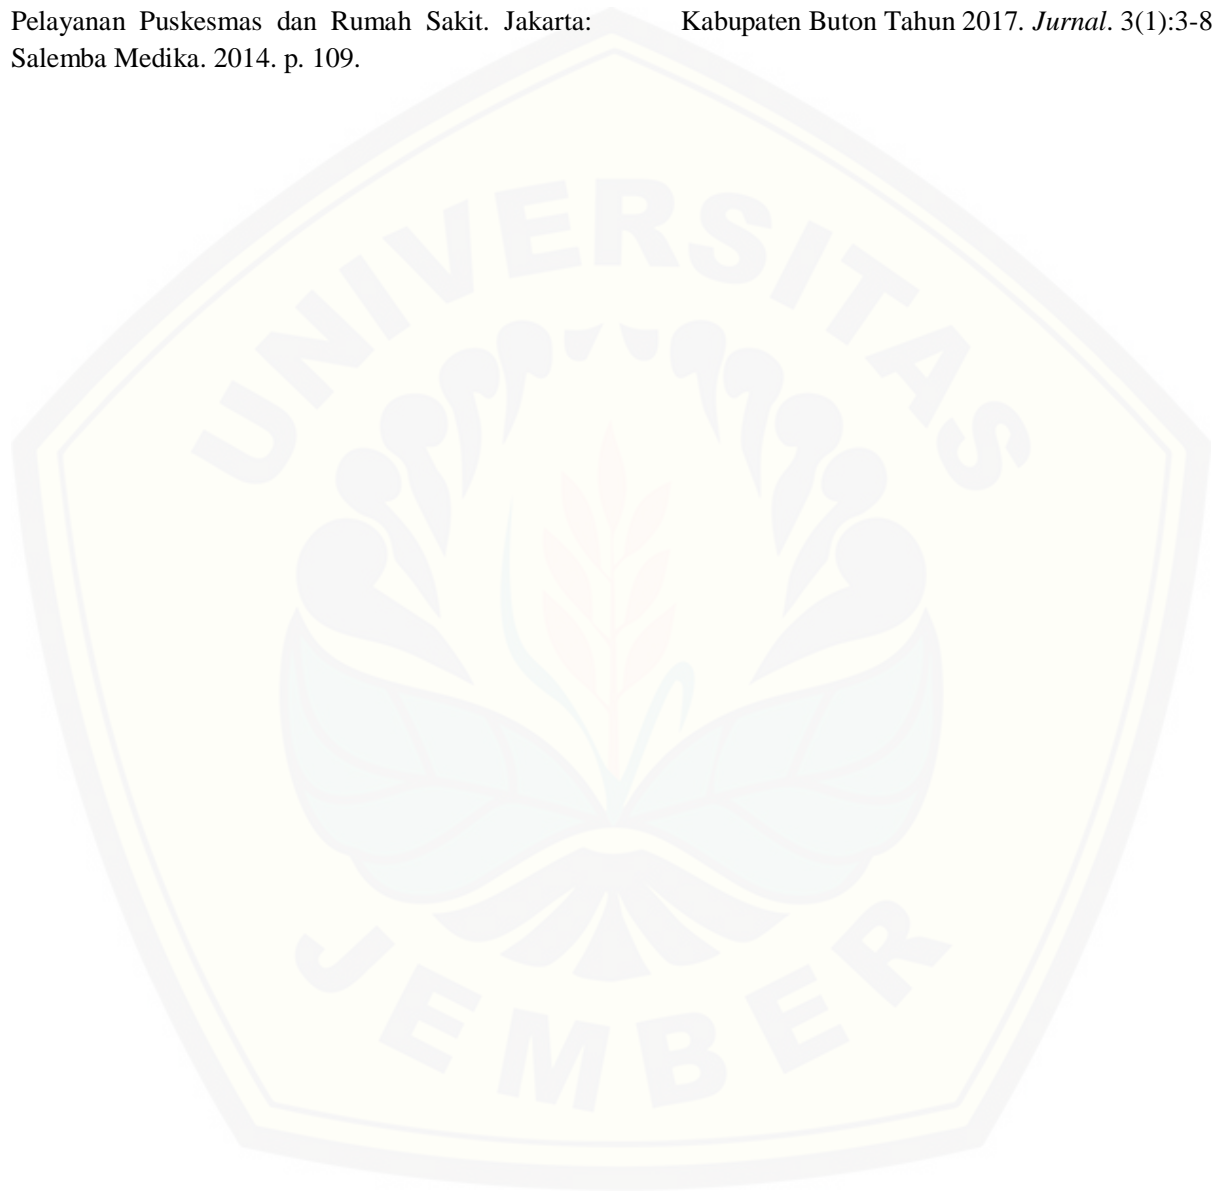 Pelayanan Puskesmas dan Rumah Sakit. Jakarta:
Salemba Medika. 2014. p. 109.
Kabupaten Buton Tahun 2017. Jurnal. 3(1):3-8
UNIVERSITAS
JEMBER